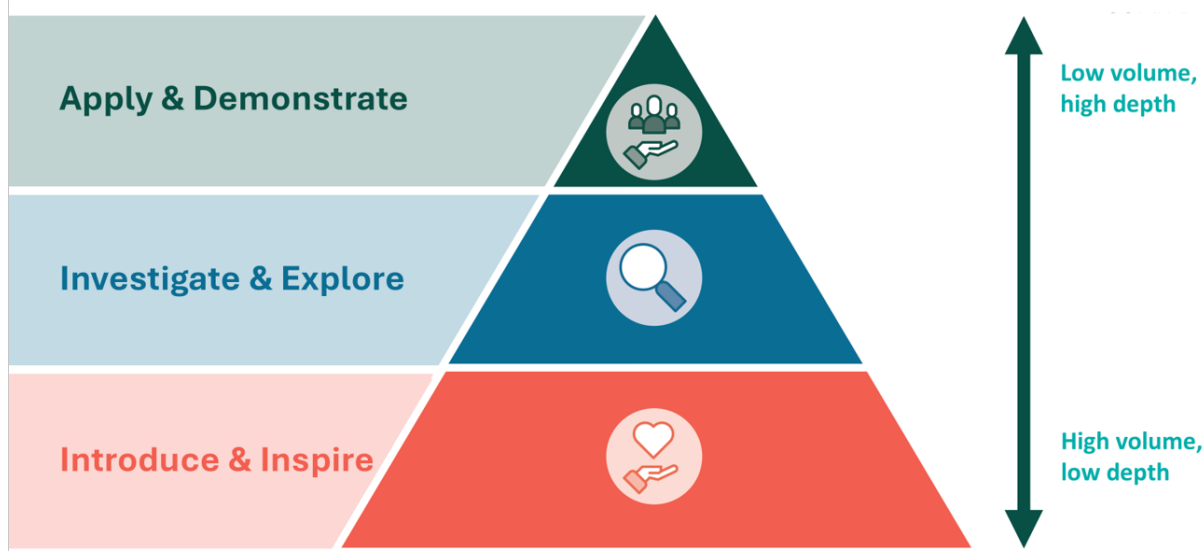 Apply & Demonstrate
Low volume,
high depth
Investigate & Explore
Introduce & Inspire
High volume,
low depth